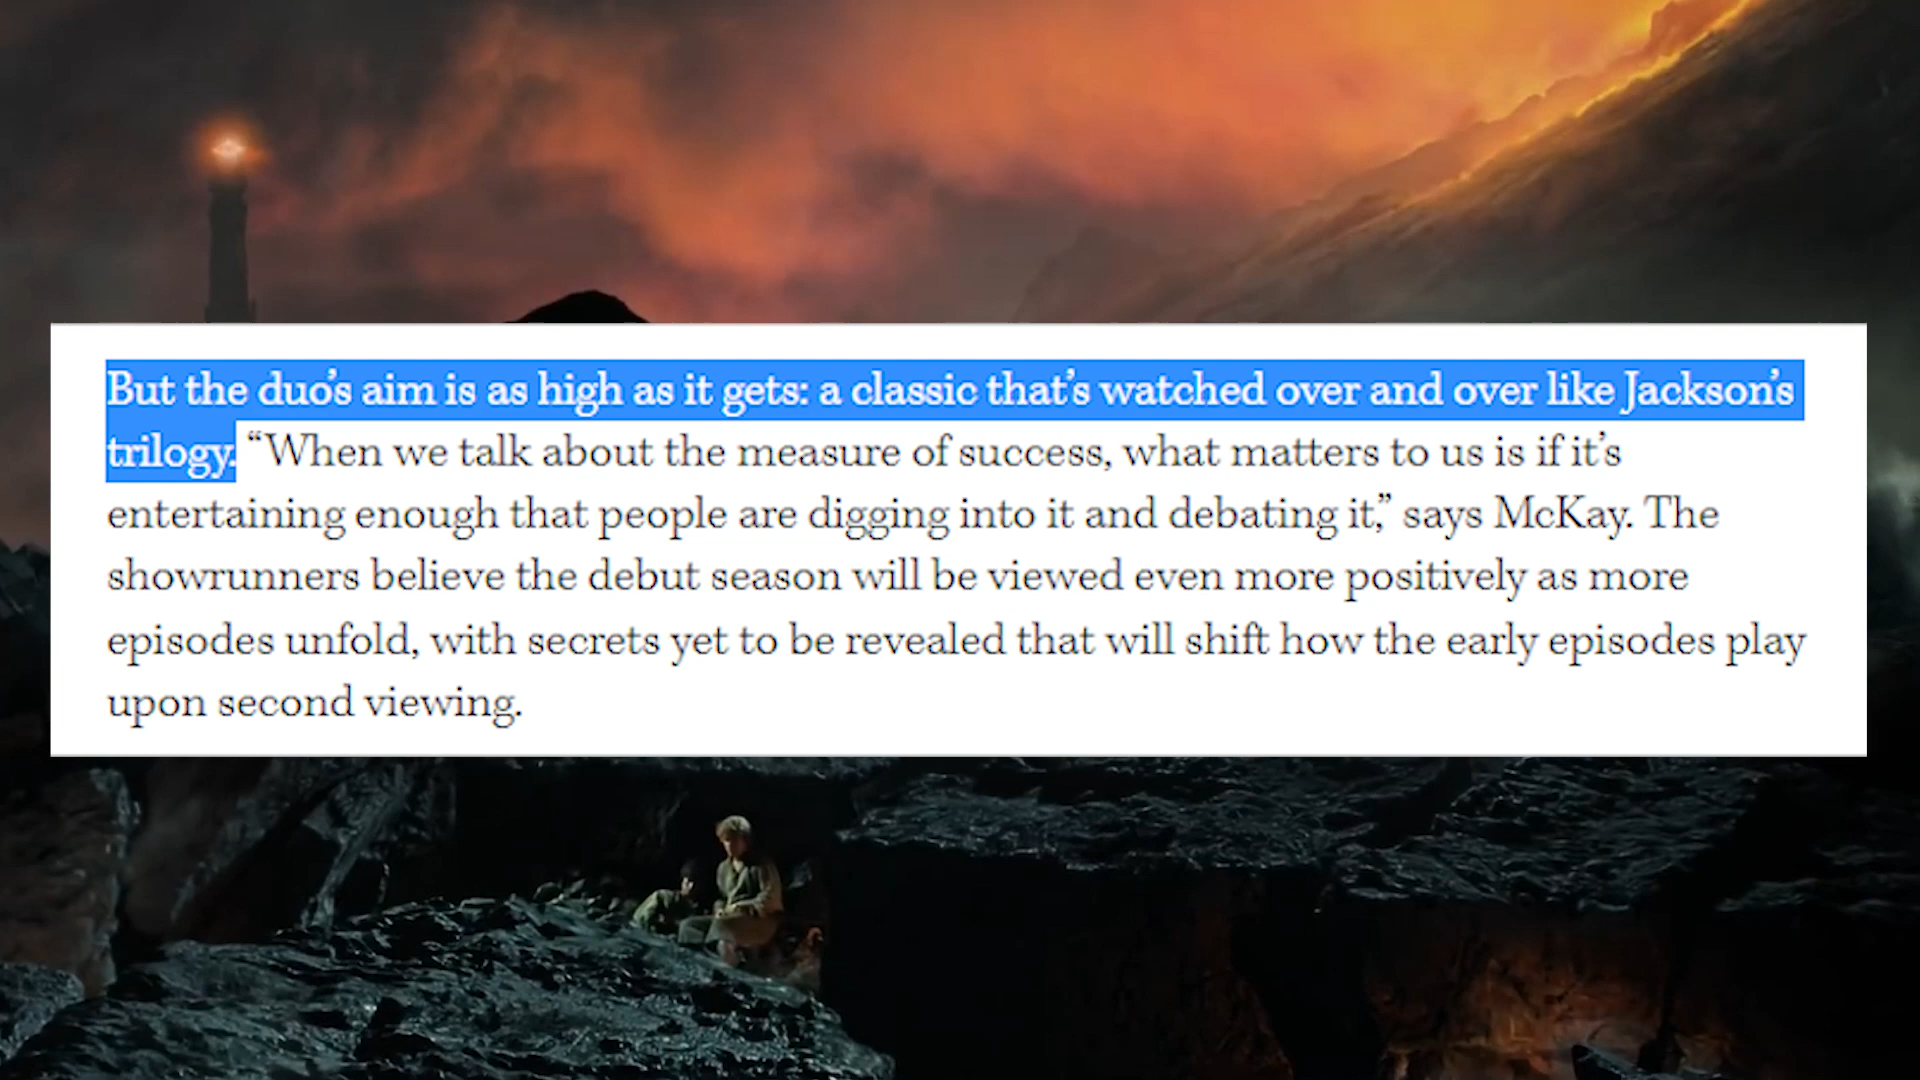 But the duo’s aim is as high as it gets: a classic that’s watched over and over like Jackson’s
trilogy. “When we talk about the measure of success, what matters to us is if it’s
entertaining enough that people are digging into it and debating it,” says McKay. The
showrunners believe the debut season will be viewed even more positively as more
episodes unfold, with secrets yet to be revealed that will shift how the early episodes play
upon second viewing.